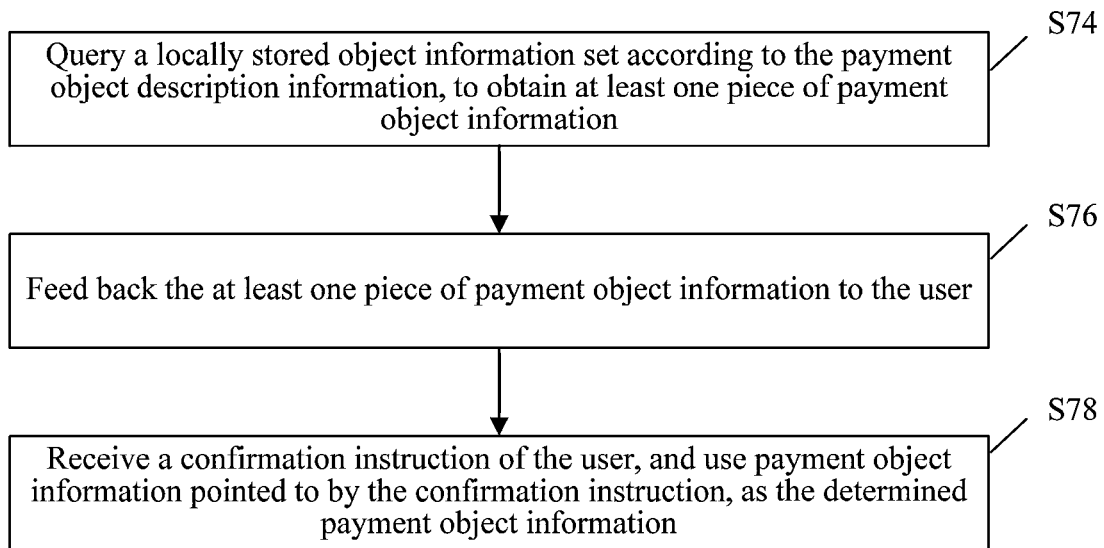 S74
Query a locally stored object information set according to the payment
object description information, to obtain at least one piece of payment
object information
S76
Feed back the at least one piece of payment object information to the user
S78
Receive a confirmation instruction of the user, and use payment object
information pointed to by the confirmation instruction, as the determined
payment object information